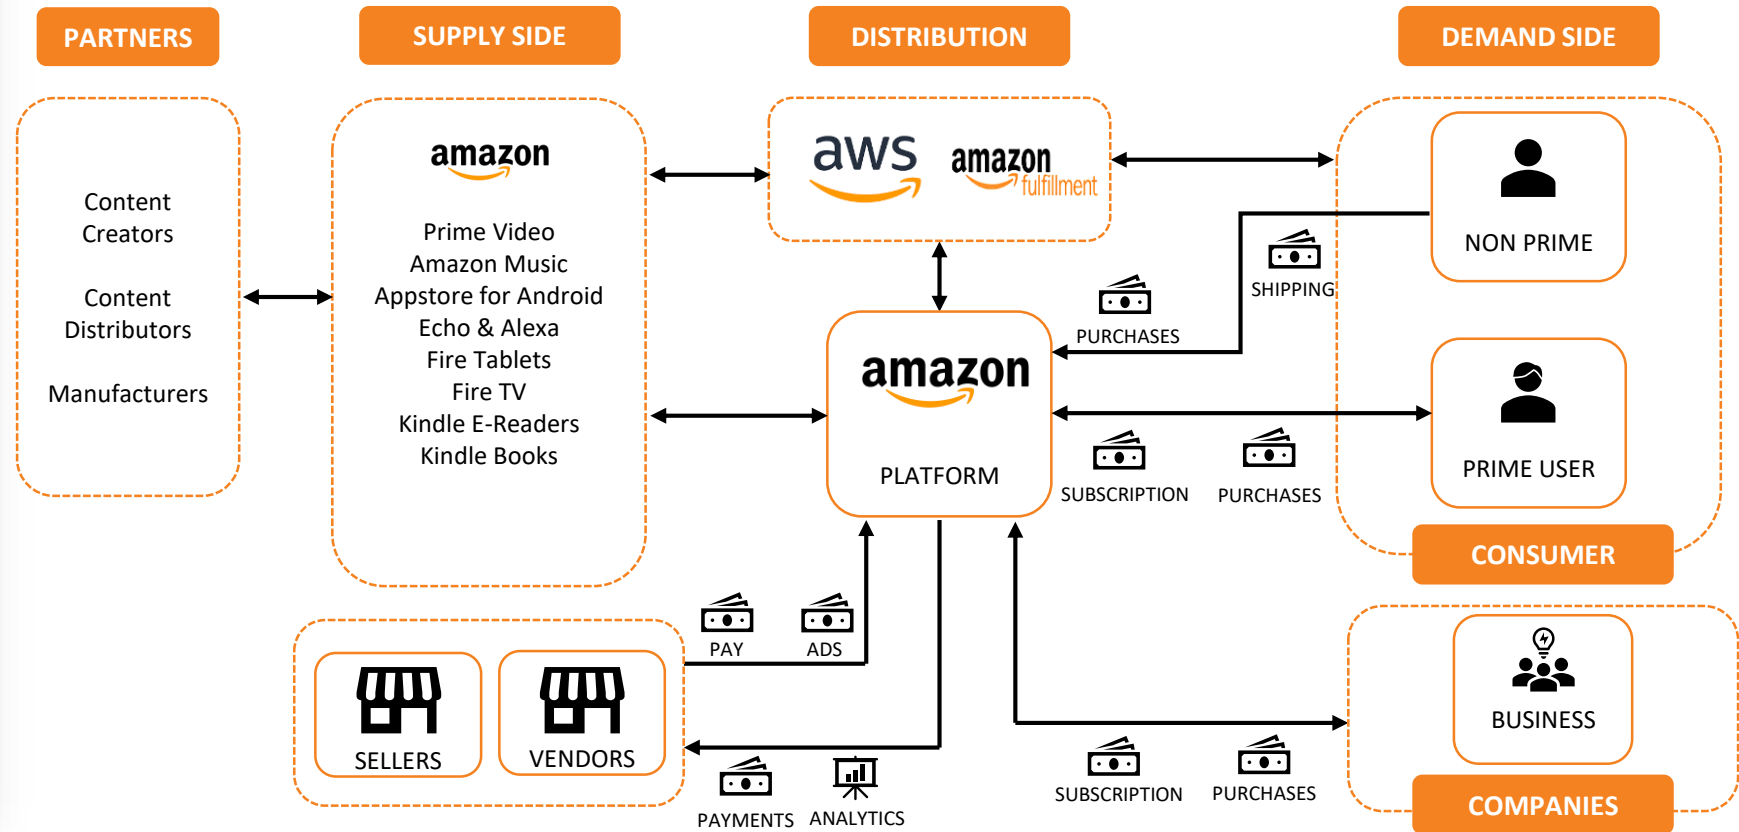 PARTNERS
SUPPLY SIDE
DISTRIBUTION
DEMAND SIDE
Content
Creators
Content
Distributors
Manufacturers
amazon
Prime Video
Amazon Music
Appstore for Android
Echo & Alexa
Fire Tablets
Fire TV
Kindle E-Readers
Kindle Books
aws
amazon
fulfillment
NON PRIME
SHIPPING
PURCHASES
amazon
PLATFORM
PRIME USER
SUBSCRIPTION
PURCHASES
CONSUMER
PAY
ADS
SELLERS
VENDORS
PAYMENTS
ANALYTICS
BUSINESS
SUBSCRIPTION
PURCHASES
COMPANIES